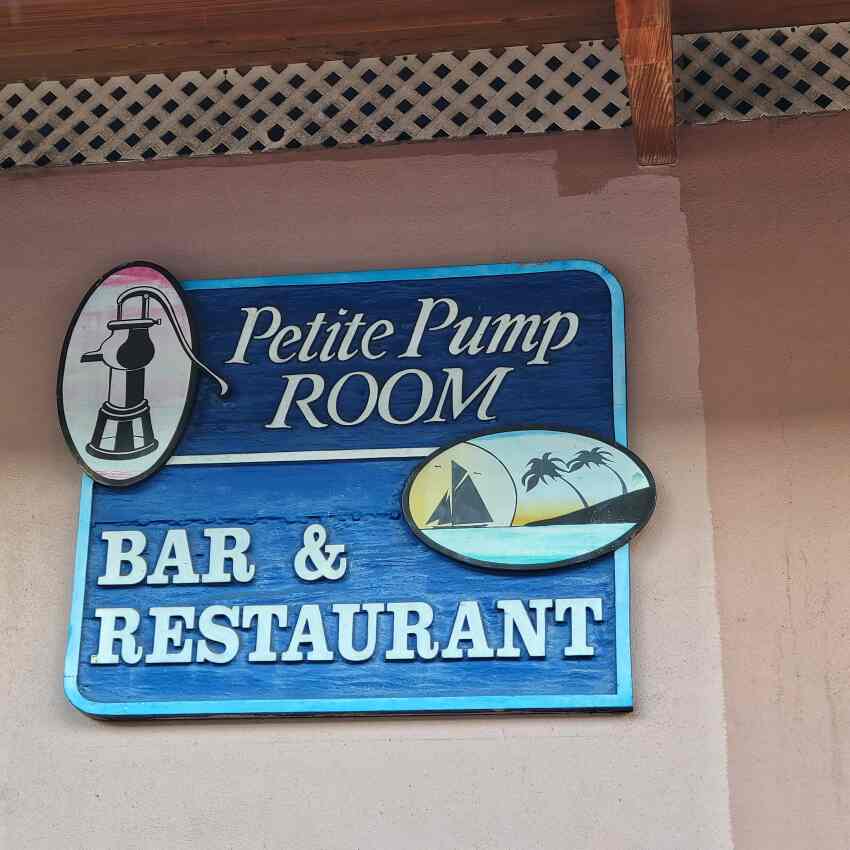 Petite Pump
ROOM
BAR &
RESTAURANT